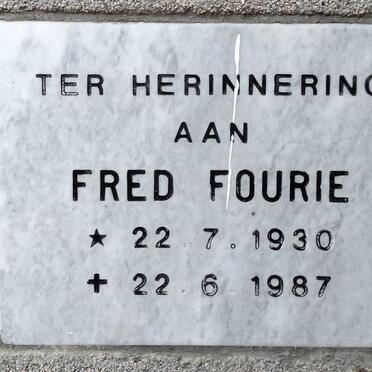 TER HERINNERING
AAN
FRED FOURIE
★ 22.7.1930
✝ 22 6 1987